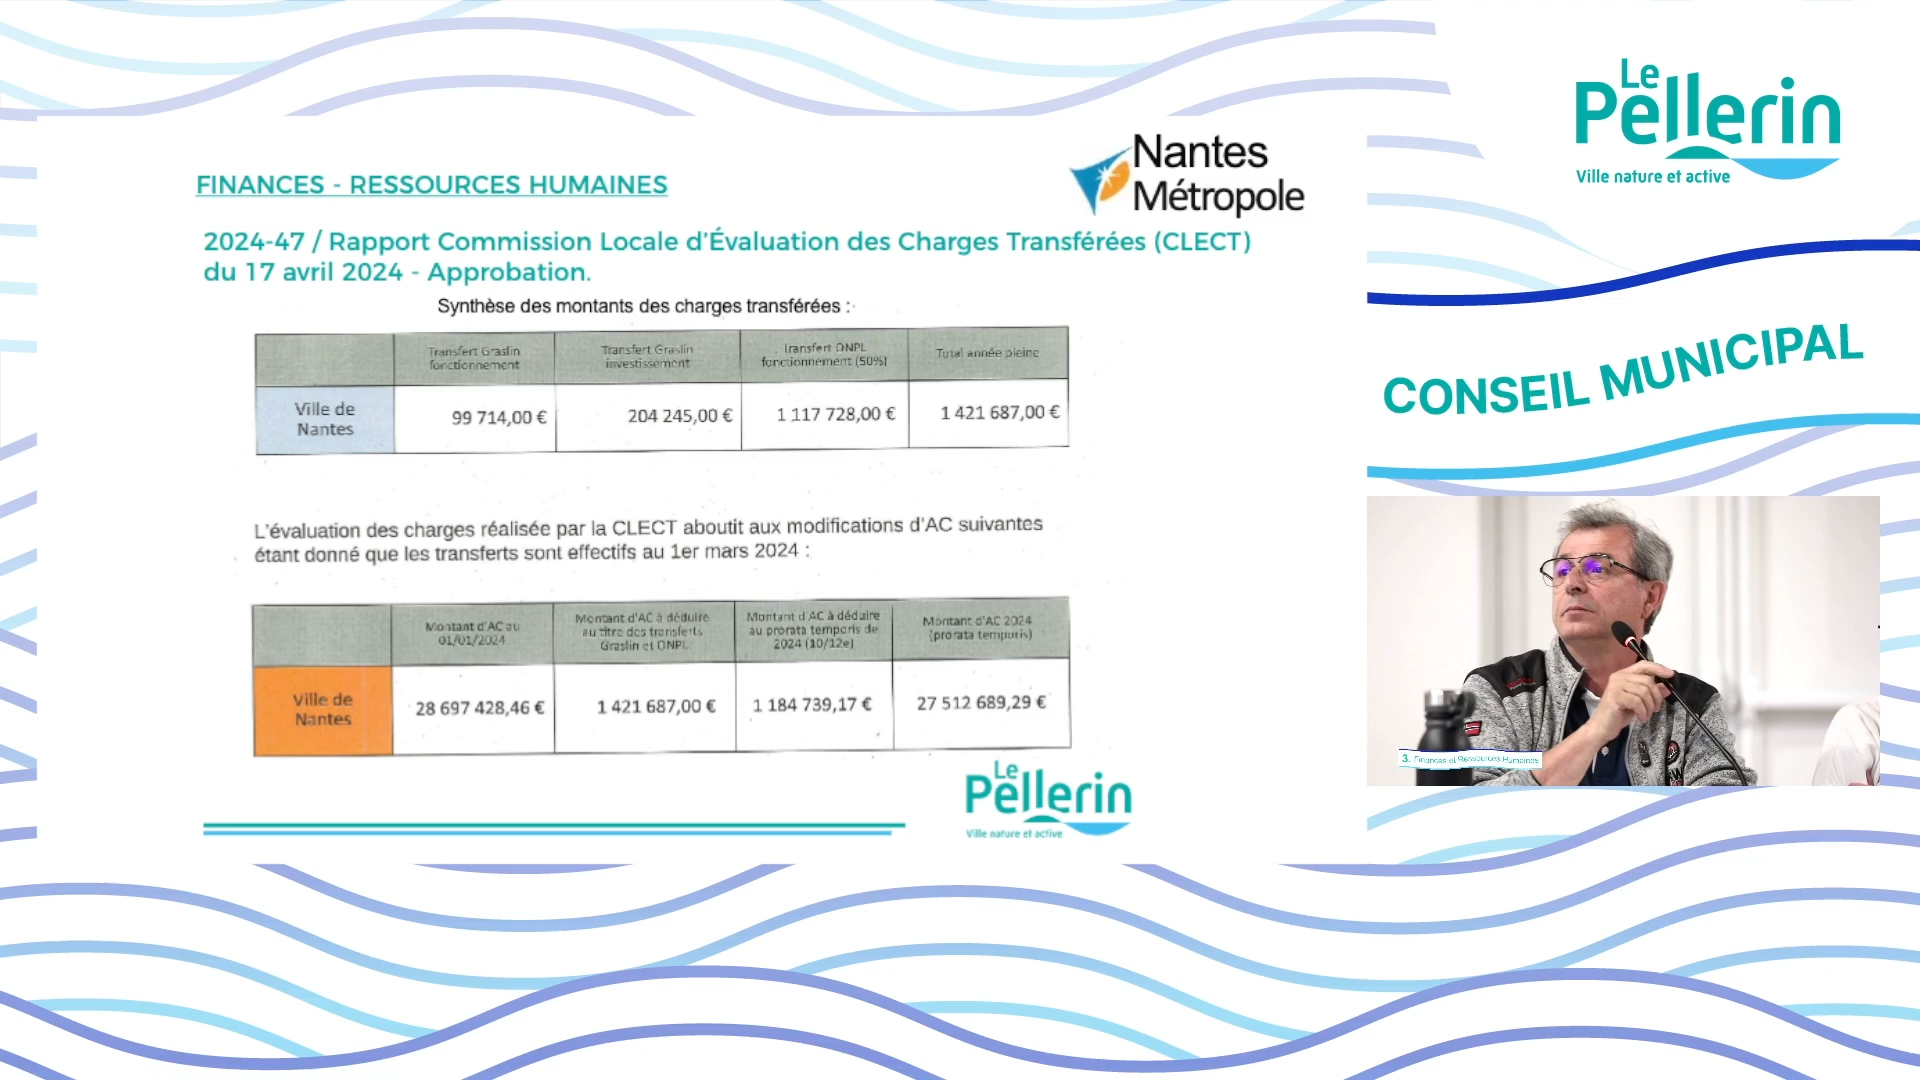 FINANCES - RESSOURCES HUMAINES
Nantes
Métropole
2024-47 / Rapport Commission Locale d'Évaluation des Charges Transférées (CLECT)
du 17 avril 2024 - Approbation.
Synthèse des montants des charges transférées :
Transfert Graslin
fonctionnement
Transfert Graslin
investissement
Transfert ONPL
fonctionnement (50%)
Total année pleine
Ville de
Nantes
99 714,00 €
204 245,00 €
1 117 728,00 €
1 421 687,00 €
L'évaluation des charges réalisée par la CLECT aboutit aux modifications d'AC suivantes
étant donné que les transferts sont effectifs au 1er mars 2024 :
Montant d'AC au
01/01/2024
Montant d'AC à déduire
au titre des transferts
Graslin et ONPL
Montant d'AC à déduire
au prorata temporis de
2024 (10/12e)
Montant d'AC 2024
(prorata temporis)
Ville de
Nantes
28 697 428,46 €
1 421 687,00 €
1 184 739,17 €
27 512 689,29 €
Le
Pellerin
Ville nature et active
Le
Pellerin
Ville nature et active
CONSEIL MUNICIPAL
3. Finances et Ressources Humaines